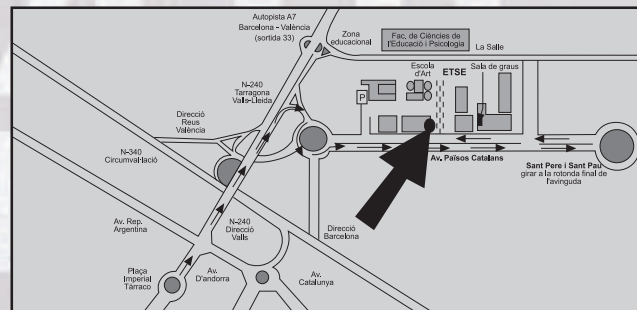 Autopista A7
Barcelona - València
(sortida 33)
Zona
educacional
Fac. de Ciències de
l'Educació i Psicologia
La Salle
Escola
d'Art
ETSE
Sala de graus
N-240
Tarragona
Valls-Lleida
P
Direcció
Reus
València
N-340
Circumval·lació
Av. Països Catalans
Sant Pere i Sant Pau
girar a la rotonda final de
l'avinguda
Av. Rep.
Argentina
N-240
Direcció
Valls
Direcció
Barcelona
Plaça
Imperial
Tàrraco
Av.
D'andorra
Av.
Catalunya